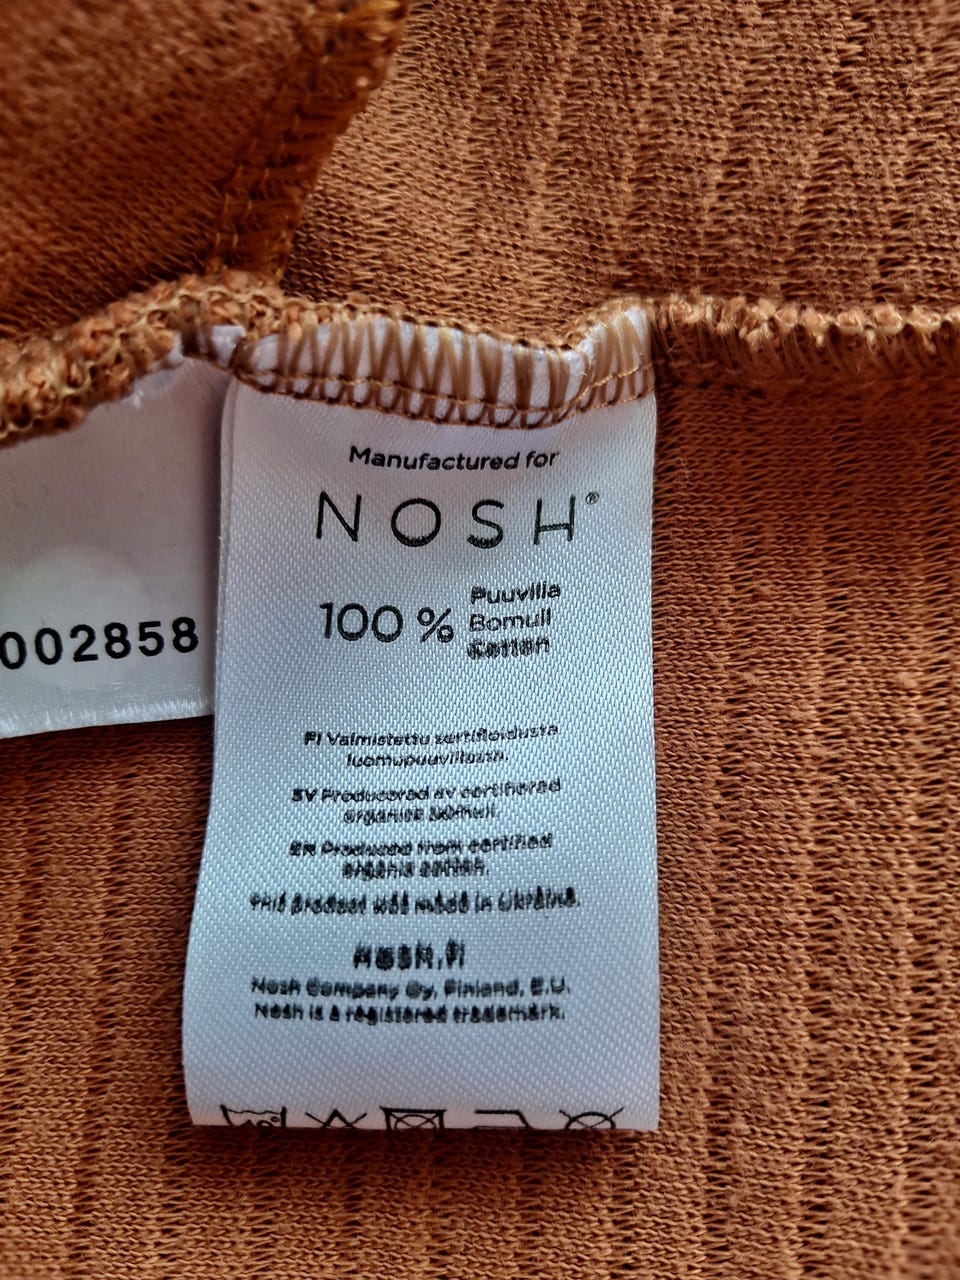 Manufactured for
NOSH®
100 %
Puuvilla
Bomull
Cotton
002858
FI Valmistettu sertifioidusta
luomupuuvillasta.
SV Producerad av certifierad
organisk bomull.
EN Produced from certified
organic cotton.
This product was made in Ukraine.
NOSH.FI
Nosh Company Oy, Finland, E.U.
Nosh is a registered trademark.
40°